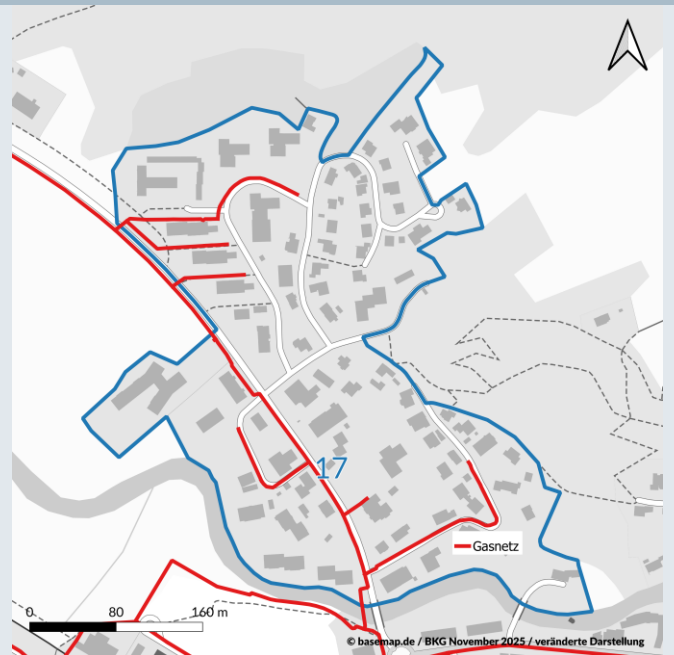 17
Gasnetz
0 80 160 m
© basemap.de / BKG November 2025 / veränderte Darstellung